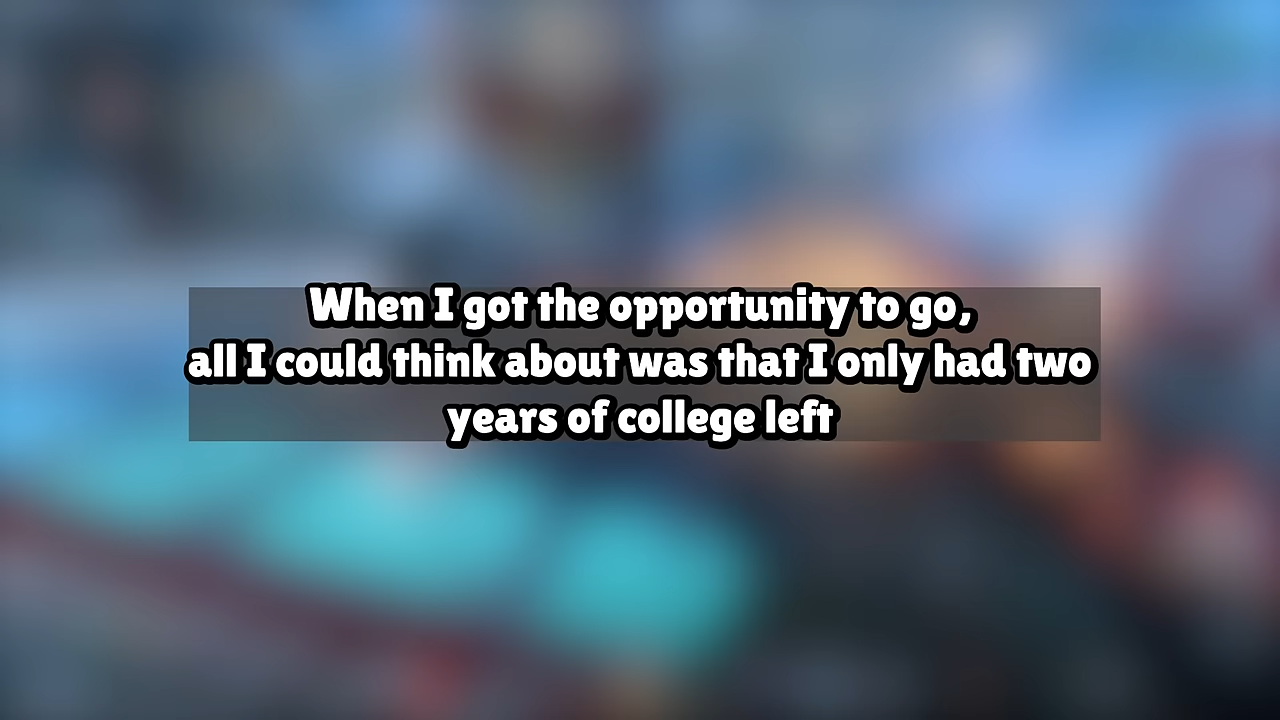 When I got the opportunity to go,
all I could think about was that I only had two
years of college left